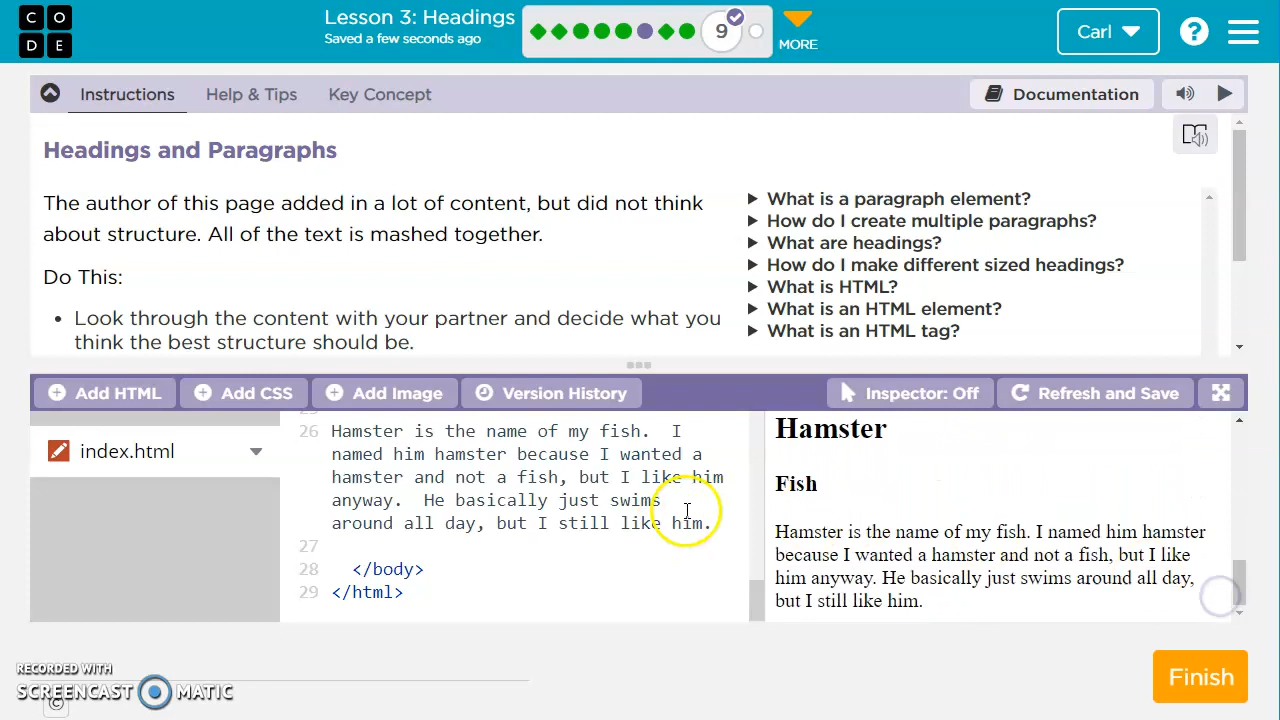 C O
D E
Lesson 3: Headings
Saved a few seconds ago
9
MORE
Carl
?
Instructions
Help & Tips
Key Concept
Documentation
Headings and Paragraphs
The author of this page added in a lot of content, but did not think
about structure. All of the text is mashed together.
Do This:
• Look through the content with your partner and decide what you
think the best structure should be.
What is a paragraph element?
How do I create multiple paragraphs?
What are headings?
How do I make different sized headings?
What is HTML?
What is an HTML element?
What is an HTML tag?
Add HTML
Add CSS
Add Image
Version History
Inspector: Off
Refresh and Save
index.html
26 Hamster is the name of my fish.  I
named him hamster because I wanted a
hamster and not a fish, but I like him
anyway.  He basically just swims
around all day, but I still like him.
27
28 </body>
29 </html>
Hamster
Fish
Hamster is the name of my fish. I named him hamster
because I wanted a hamster and not a fish, but I like
him anyway. He basically just swims around all day,
but I still like him.
Finish
RECORDED WITH
SCREENCAST MATIC
©